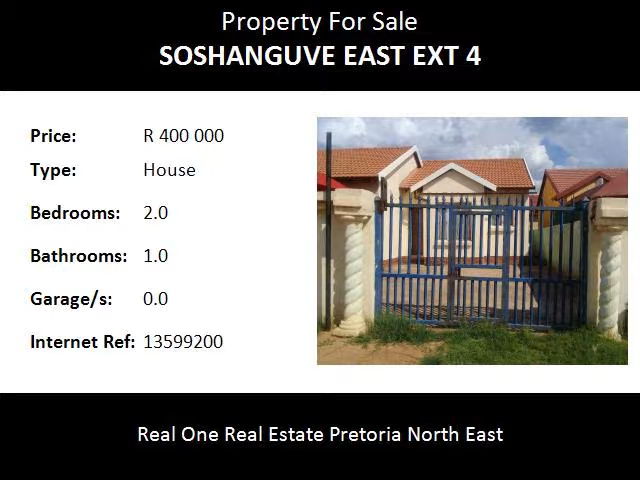 Property For Sale
SOSHANGUVE EAST EXT 4
Price: R 400 000
Type: House
Bedrooms: 2.0
Bathrooms: 1.0
Garage/s: 0.0
Internet Ref: 13599200
Real One Real Estate Pretoria North East